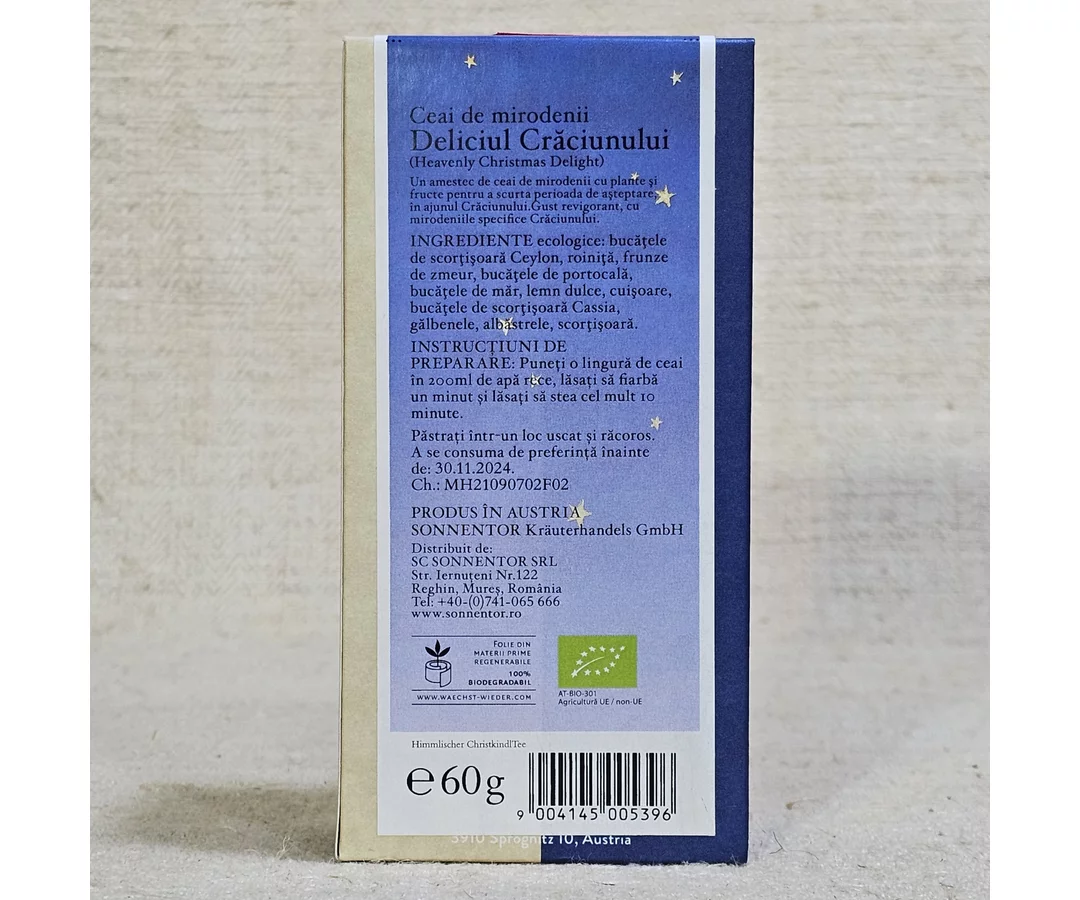 Ceai de mirodenii
Deliciul Crăciunului
(Heavenly Christmas Delight)
Un amestec de ceai de mirodenii cu plante și
fructe pentru a scurta perioada de așteptare,
în ajunul Crăciunului.Gust revigorant, cu
mirodeniile specifice Crăciunului.
INGREDIENTE ecologice: bucățele
de scorțișoară Ceylon, roiniță, frunze
de zmeur, bucățele de portocală,
bucățele de măr, lemn dulce, cuișoare,
bucățele de scorțișoară Cassia,
gălbenele, albăstrele, scorțișoară.
INSTRUCȚIUNI DE
PREPARARE: Puneți o lingură de ceai
în 200ml de apă rece, lăsați să fiarbă
un minut și lăsați să stea cel mult 10
minute.
Păstrați într-un loc uscat și răcoros.
A se consuma de preferință înainte
de: 30.11.2024.
Ch.: MH21090702F02
PRODUS ÎN AUSTRIA
SONNENTOR Kräuterhandels GmbH
Distribuit de:
SC SONNENTOR SRL
Str. Iernuțeni Nr.122
Reghin, Mureș, România
Tel: +40-(0)741-065 666
www.sonnentor.ro
FOLIE DIN
MATERII PRIME
REGENERABILE
100%
BIODEGRADABIL
WWW.WAECHST-WIEDER.COM
AT-BIO-301
Agricultură UE / non-UE
Himmlischer ChristkindlTee
e 60 g
9 004145 005396
3910 Sprögnitz 10, Austria